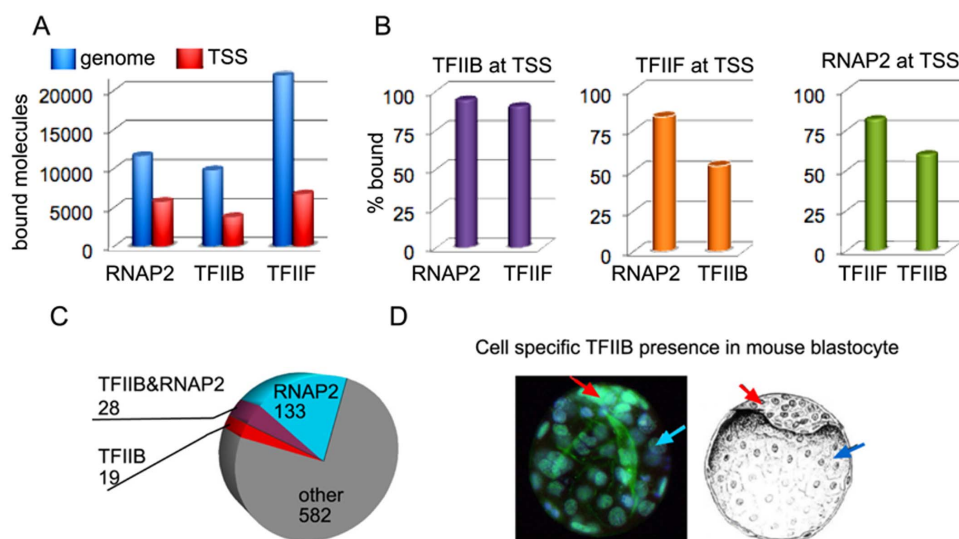 A
genome
TSS
bound molecules
20000
15000
10000
5000
0
RNAP2
TFIIB
TFIIF
B
TFIIB at TSS
% bound
100
75
50
25
0
RNAP2
TFIIF
TFIIF at TSS
100
75
50
25
0
RNAP2
TFIIB
RNAP2 at TSS
100
75
50
25
0
TFIIF
TFIIB
C
TFIIB&RNAP2
28
TFIIB
19
RNAP2
133
other
582
D
Cell specific TFIIB presence in mouse blastocyte